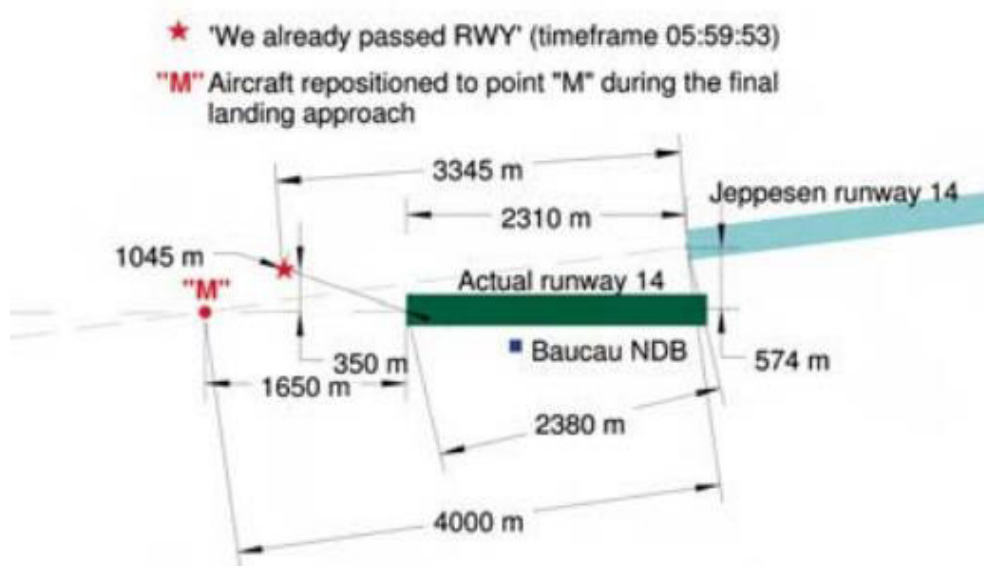 'We already passed RWY' (timeframe 05:59:53)
"M" Aircraft repositioned to point "M" during the final
landing approach
3345 m
Jeppesen runway 14
2310 m
1045 m
"M"
Actual runway 14
350 m
Baucau NDB
574 m
1650 m
2380 m
4000 m